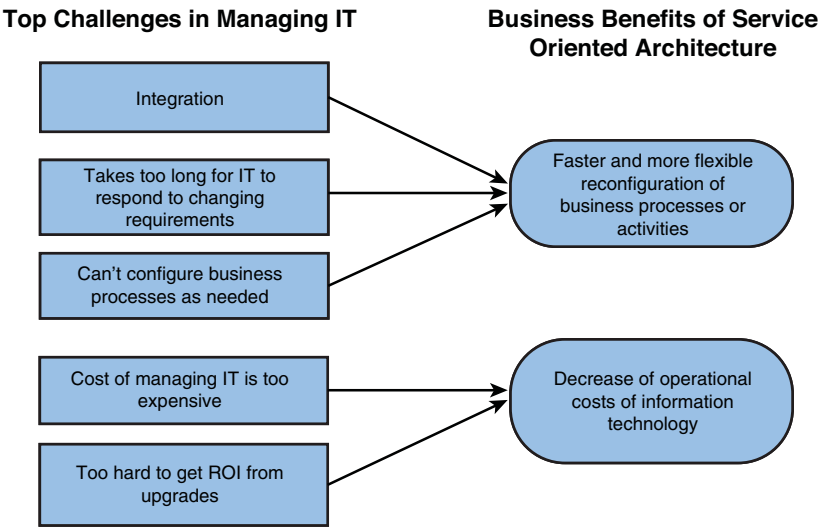 Top Challenges in Managing IT
Business Benefits of Service
Oriented Architecture
Integration
Takes too long for IT to
respond to changing
requirements
Can't configure business
processes as needed
Cost of managing IT is too
expensive
Too hard to get ROI from
upgrades
Faster and more flexible
reconfiguration of
business processes or
activities
Decrease of operational
costs of information
technology